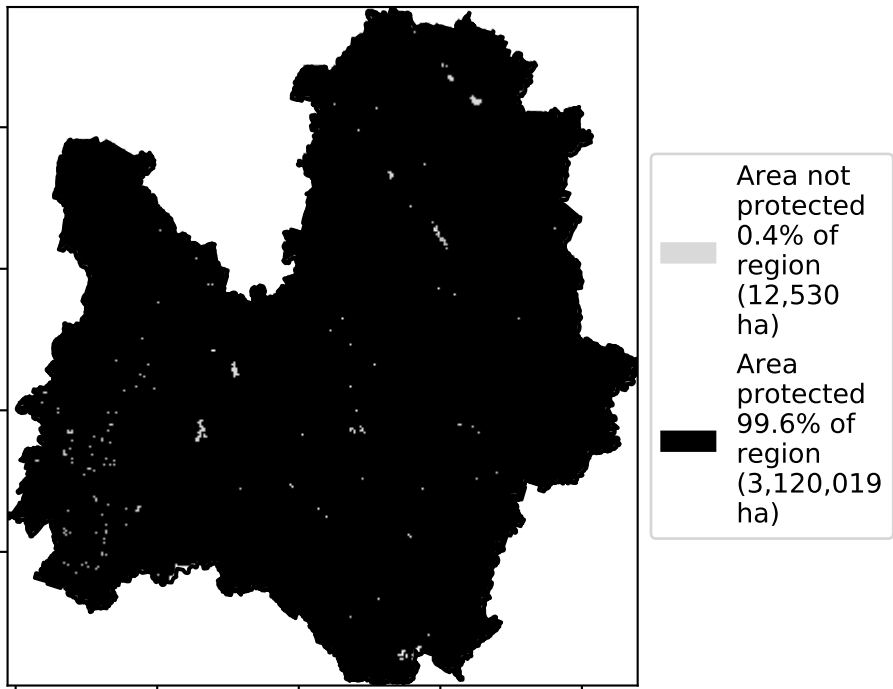 Area not
protected
0.4% of
region
(12,530
ha)
Area
protected
99.6% of
region
(3,120,019
ha)